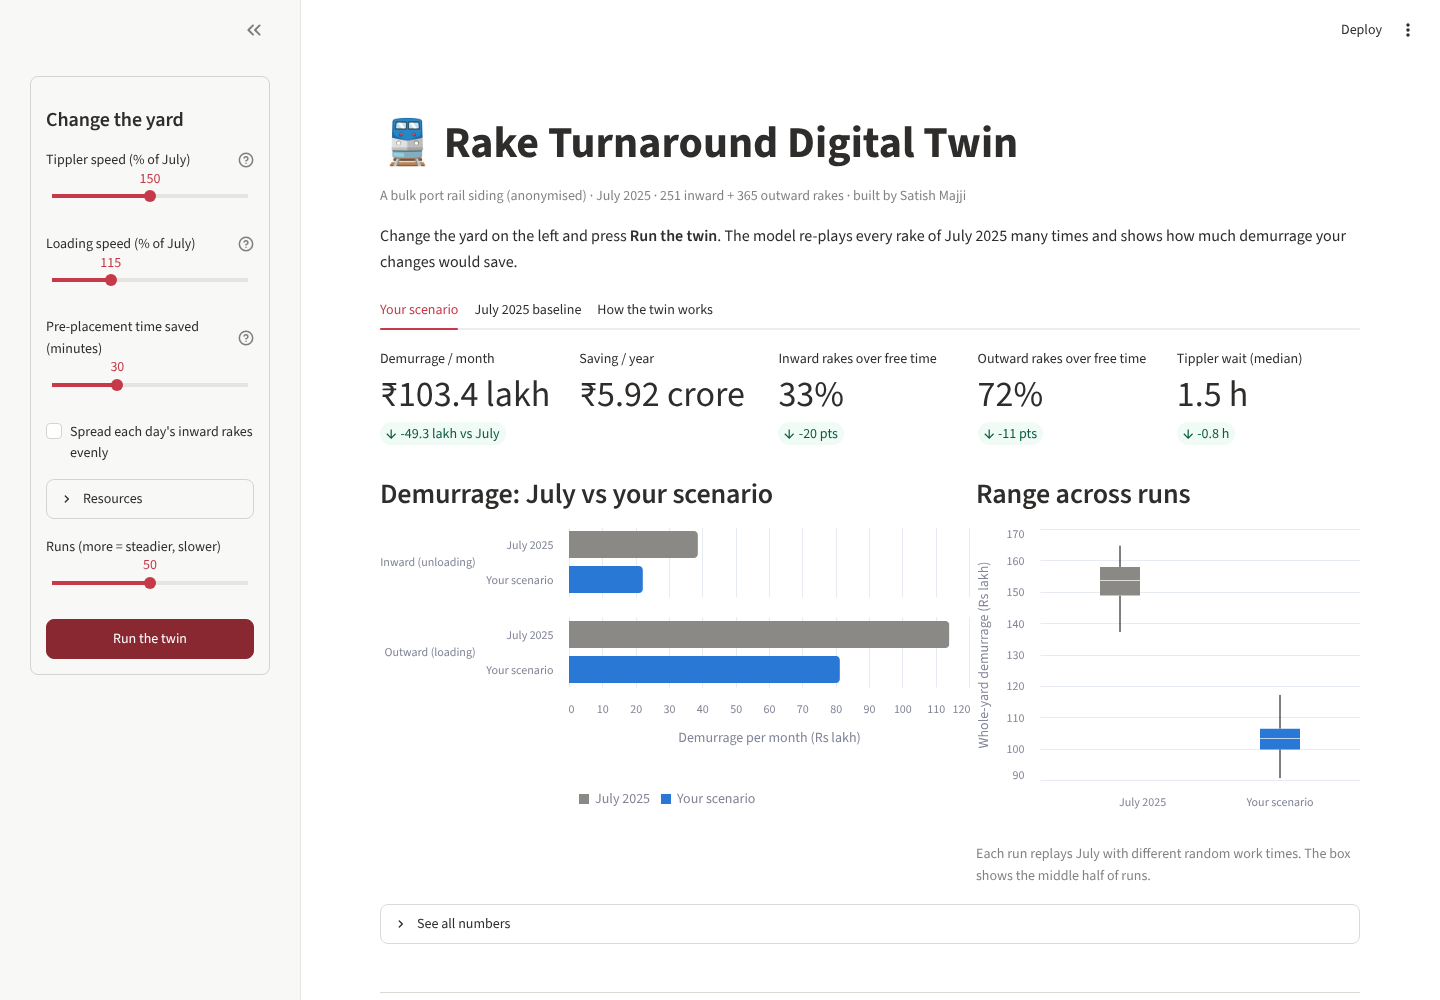 Deploy
Change the yard
Tippler speed (% of July)
150
Loading speed (% of July)
115
Pre-placement time saved
(minutes)
30
Spread each day's inward rakes
evenly
Resources
Runs (more = steadier, slower)
50
Run the twin
Rake Turnaround Digital Twin
A bulk port rail siding (anonymised) · July 2025 · 251 inward + 365 outward rakes · built by Satish Majji
Change the yard on the left and press Run the twin. The model re-plays every rake of July 2025 many times and shows how much demurrage your
changes would save.
Your scenario July 2025 baseline How the twin works
Demurrage / month
₹103.4 lakh
↓ -49.3 lakh vs July
Saving / year
₹5.92 crore
Inward rakes over free time
33%
↓ -20 pts
Outward rakes over free time
72%
↓ -11 pts
Tippler wait (median)
1.5 h
↓ -0.8 h
Demurrage: July vs your scenario
Inward (unloading)
July 2025
Your scenario
Outward (loading)
July 2025
Your scenario
0 10 20 30 40 50 60 70 80 90 100 110 120
Demurrage per month (Rs lakh)
July 2025 Your scenario
Range across runs
Whole-yard demurrage (Rs lakh)
170
160
150
140
130
120
110
100
90
July 2025 Your scenario
Each run replays July with different random work times. The box
shows the middle half of runs.
See all numbers